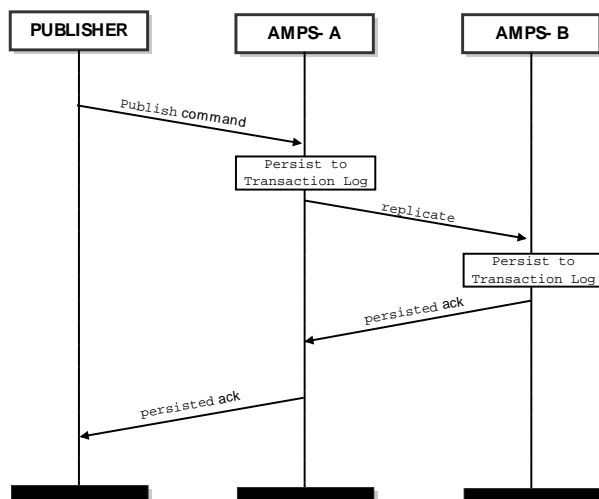 PUBLISHER
AMPS- A
AMPS- B
Publish command
Persist to
Transaction Log
replicate
Persist to
Transaction Log
persisted ack
persisted ack